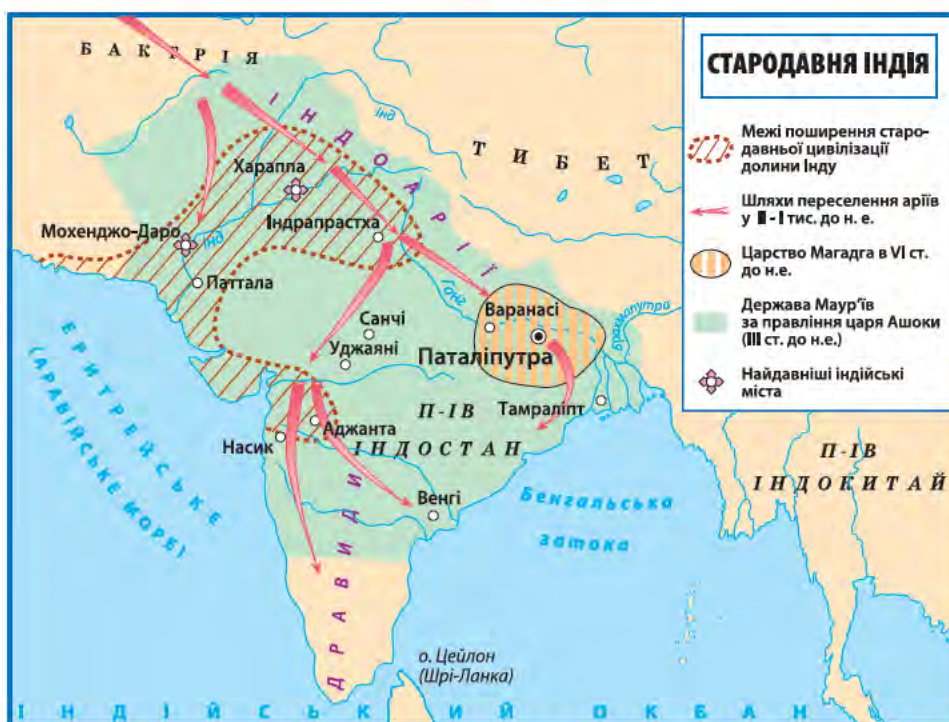 СТАРОДАВНЯ ІНДІЯ
Межі поширення старо-
давньої цивілізації
долини Інду
Шляхи переселення аріїв
у II - I тис. до н. е.
Царство Магадга в VI ст.
до н.е.
Держава Маур'їв
за правління царя Ашоки
(III ст. до н.е.)
Найдавніші індійські
міста
БАКТРІЯ
ІНДОАРІЇ
Інд
ТИБЕТ
Хараппа
Індрапрастха
Мохенджо-Даро
Інд
Паттала
Ганг
Варанасі
Брахмапутра
Санчі
Уджаяні
Паталіпутра
Тамраліпт
П-ІВ
ІНДОСТАН
Аджанта
Насик
Венгі
ДРАВИДИ
ЕРИТРЕЙСЬКЕ
(АРАВІЙСЬКЕ МОРЕ)
Бенгальська
затока
П-ІВ
ІНДОКИТАЙ
о. Цейлон
(Шрі-Ланка)
ІНДІЙСЬКИЙ ОКЕАН